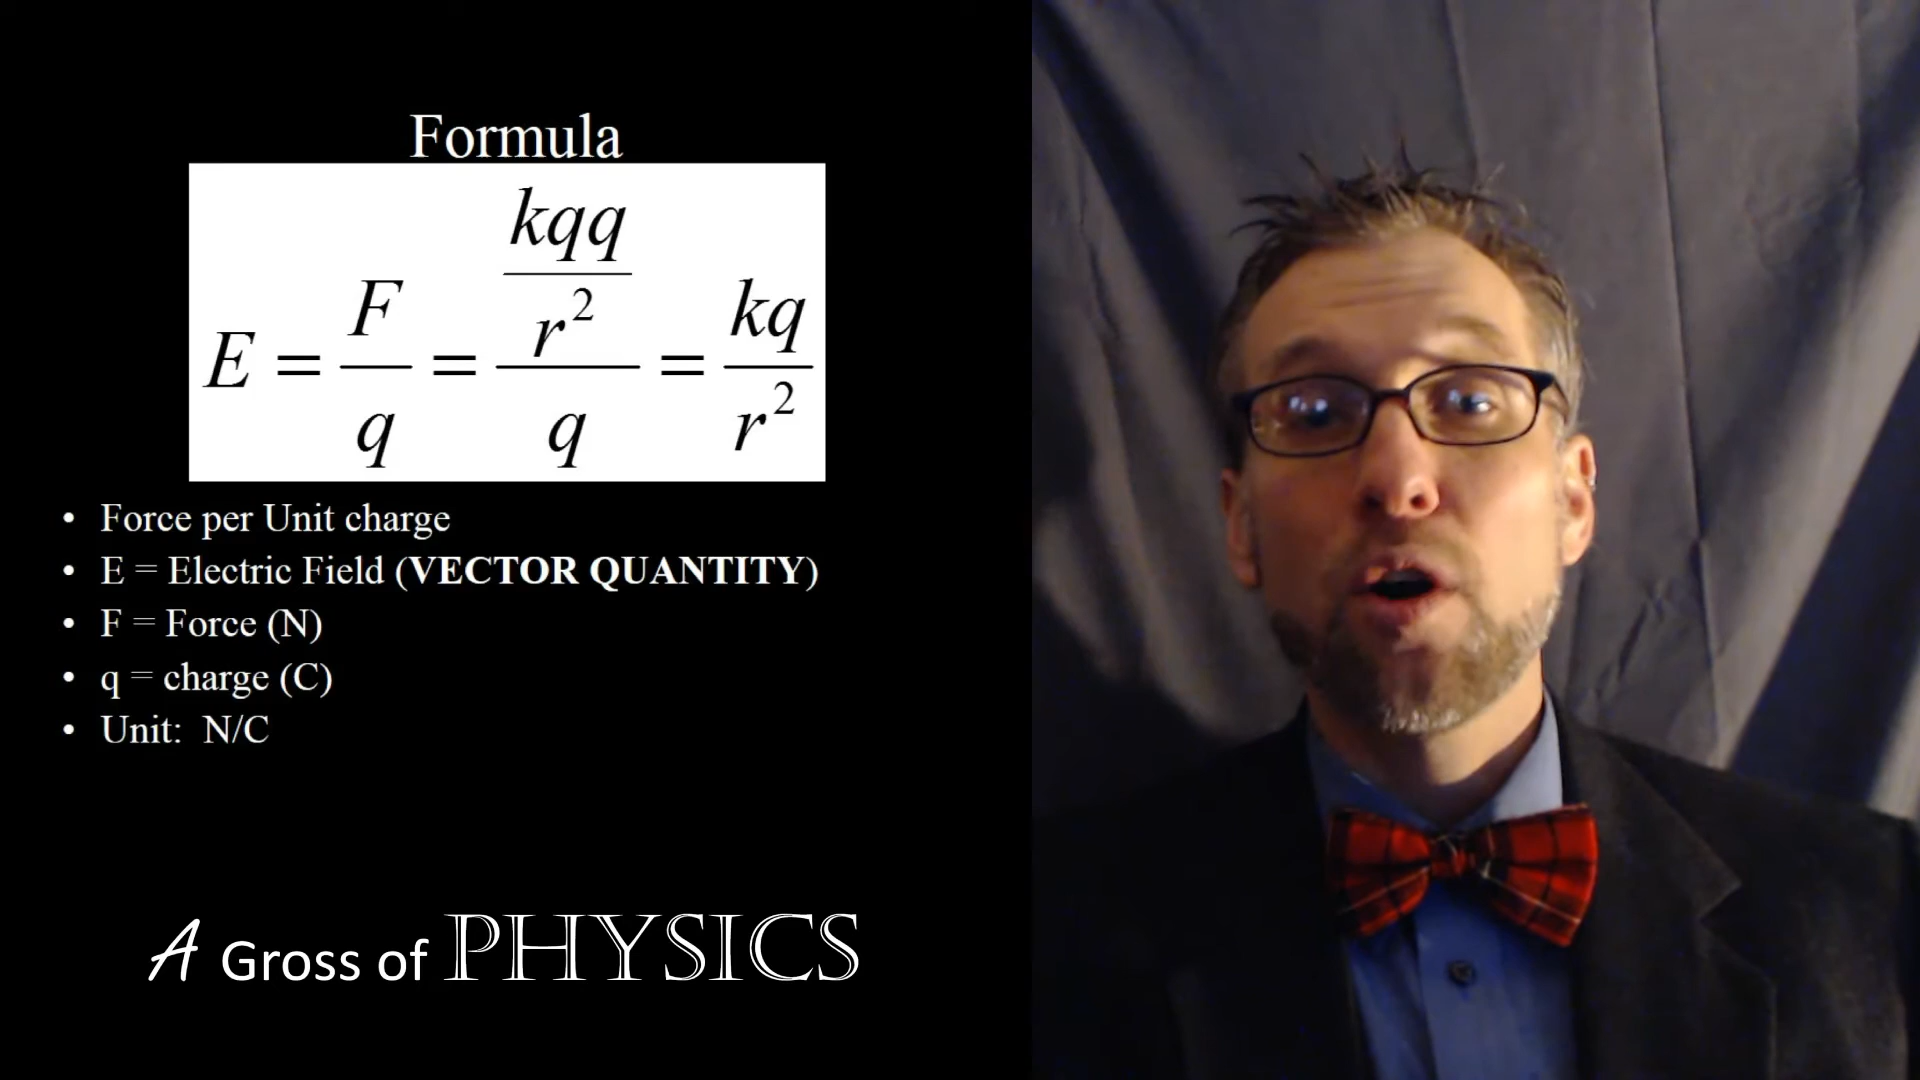 Formula
E = F/q = (kqq/r²)/q = kq/r²
• Force per Unit charge
• E = Electric Field (VECTOR QUANTITY)
• F = Force (N)
• q = charge (C)
• Unit: N/C
A Gross of PHYSICS